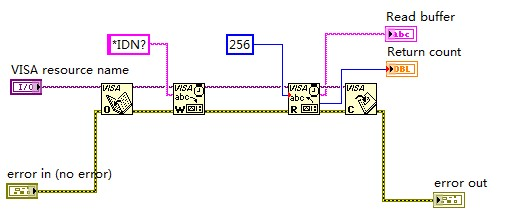 Read buffer
*IDN?
256
abc
Return count
DBL
VISA resource name
I/O
VISA
O
VISA
abc
W
VISA
abc
R
VISA
C
error in (no error)
error out